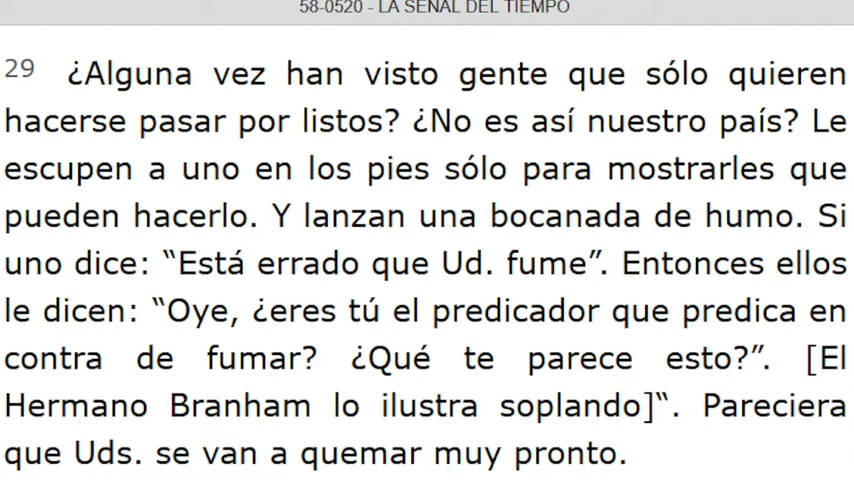 58-0520 - LA SEÑAL DEL TIEMPO
29 ¿Alguna vez han visto gente que sólo quieren
hacerse pasar por listos? ¿No es así nuestro país? Le
escupen a uno en los pies sólo para mostrarles que
pueden hacerlo. Y lanzan una bocanada de humo. Si
uno dice: “Está errado que Ud. fume”. Entonces ellos
le dicen: “Oye, ¿eres tú el predicador que predica en
contra de fumar? ¿Qué te parece esto?”. [El
Hermano Branham lo ilustra soplando]“. Pareciera
que Uds. se van a quemar muy pronto.